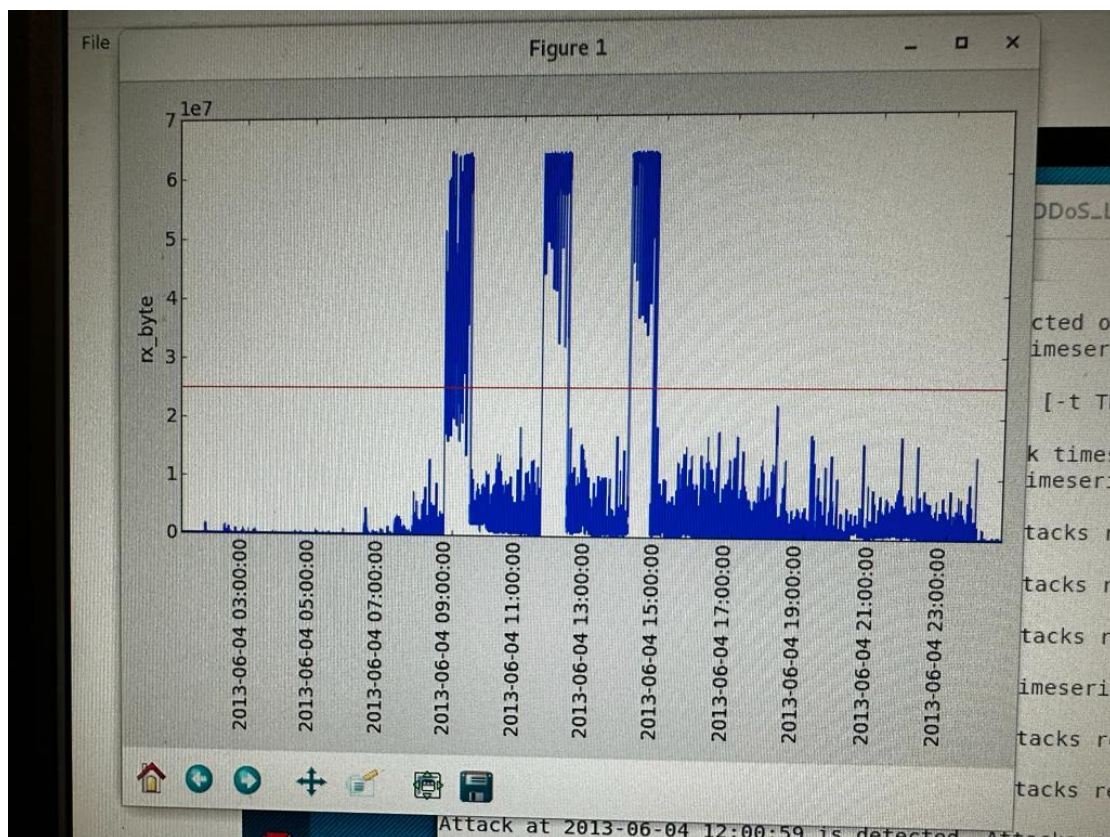 File
Figure 1
1e7
7
6
5
4
3
2
1
0
rx_byte
2013-06-04 03:00:00
2013-06-04 05:00:00
2013-06-04 07:00:00
2013-06-04 09:00:00
2013-06-04 11:00:00
2013-06-04 13:00:00
2013-06-04 15:00:00
2013-06-04 17:00:00
2013-06-04 19:00:00
2013-06-04 21:00:00
2013-06-04 23:00:00
DDoS_L
cted o
imeser
[-t T
k times
imeseri
tacks r
tacks r
tacks r
imeseri
tacks re
tacks re
Attack at 2013-06-04 12:00:59 is detected